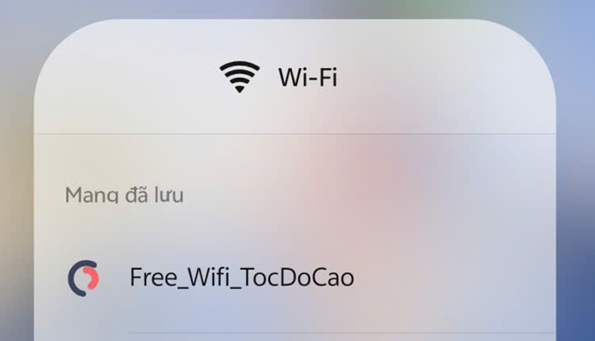 Wi-Fi
Mạng đã lưu
Free_Wifi_TocDoCao